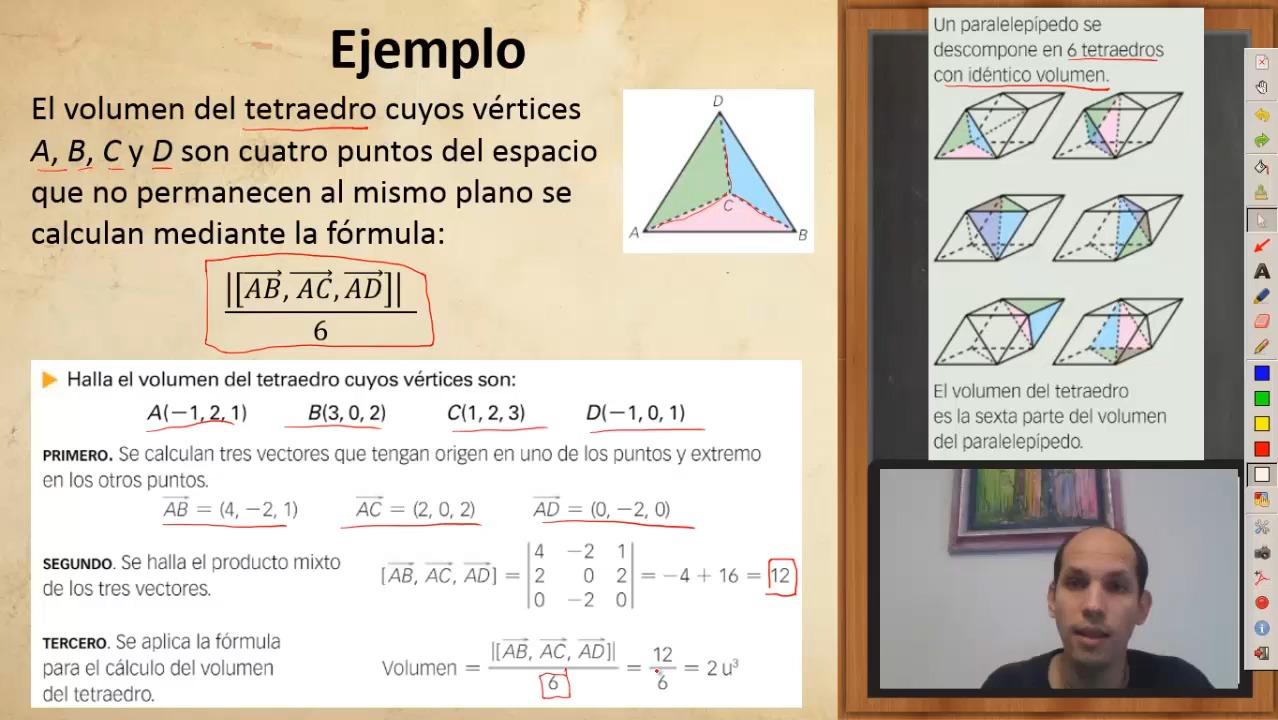 Ejemplo
El volumen del tetraedro cuyos vértices
A, B, C y D son cuatro puntos del espacio
que no permanecen al mismo plano se
calculan mediante la fórmula:
|[AB, AC, AD]|
6
D
C
A
B
Halla el volumen del tetraedro cuyos vértices son:
A(−1, 2, 1) B(3, 0, 2) C(1, 2, 3) D(−1, 0, 1)
PRIMERO. Se calculan tres vectores que tengan origen en uno de los puntos y extremo
en los otros puntos.
AB = (4, −2, 1) AC = (2, 0, 2) AD = (0, −2, 0)
SEGUNDO. Se halla el producto mixto
de los tres vectores.
4 −2 1
[AB, AC, AD] = 2 0 2 = −4 + 16 = 12
0 −2 0
TERCERO. Se aplica la fórmula
para el cálculo del volumen
del tetraedro.
Volumen = |[AB, AC, AD]| / 6 = 12 / 6 = 2 u³
Un paralelepípedo se
descompone en 6 tetraedros
con idéntico volumen.
El volumen del tetraedro
es la sexta parte del volumen
del paralelepípedo.
A